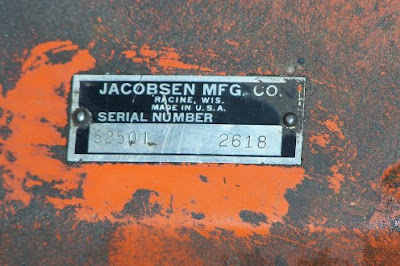 JACOBSEN MFG. CO.
RACINE, WIS.
MADE IN U.S.A.
SERIAL NUMBER
52501 2618